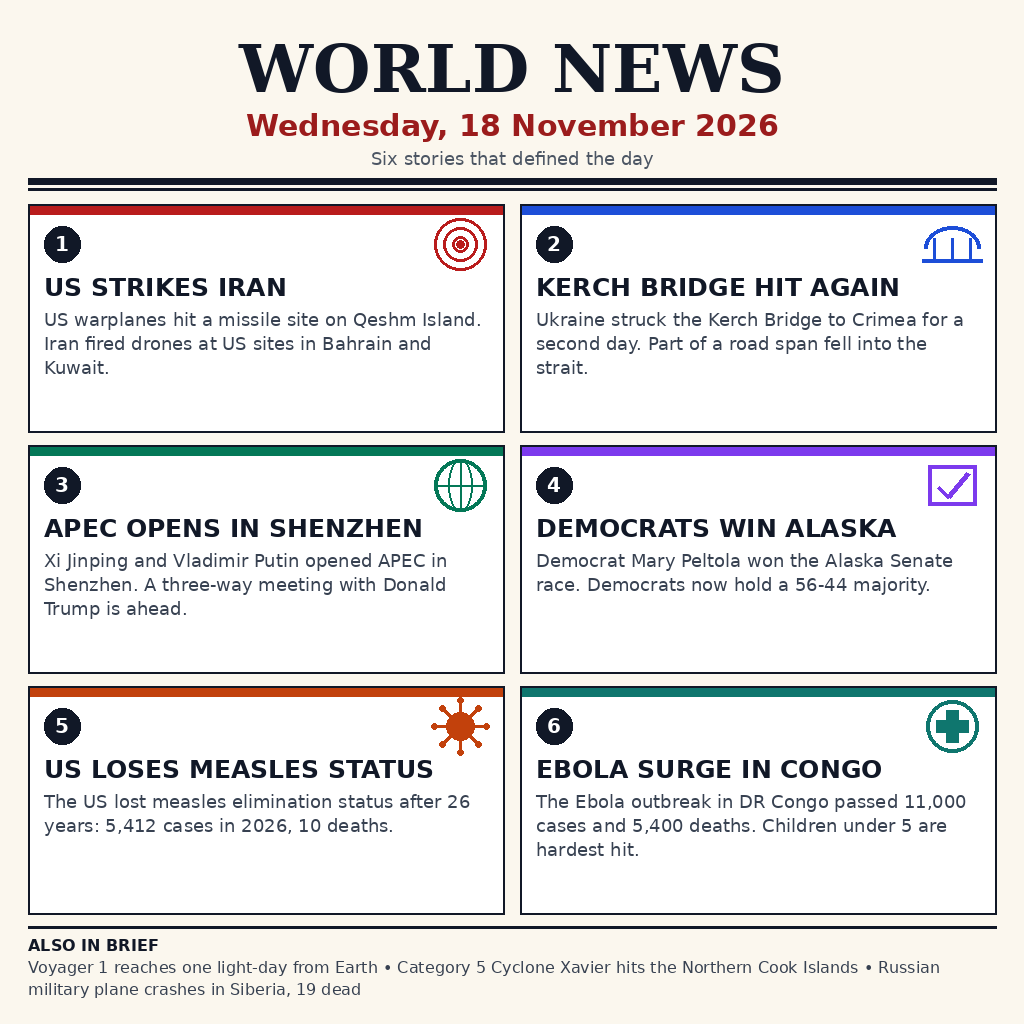 WORLD NEWS
Wednesday, 18 November 2026
Six stories that defined the day
1
US STRIKES IRAN
US warplanes hit a missile site on Qeshm Island.
Iran fired drones at US sites in Bahrain and
Kuwait.
2
KERCH BRIDGE HIT AGAIN
Ukraine struck the Kerch Bridge to Crimea for a
second day. Part of a road span fell into the
strait.
3
APEC OPENS IN SHENZHEN
Xi Jinping and Vladimir Putin opened APEC in
Shenzhen. A three-way meeting with Donald
Trump is ahead.
4
DEMOCRATS WIN ALASKA
Democrat Mary Peltola won the Alaska Senate
race. Democrats now hold a 56-44 majority.
5
US LOSES MEASLES STATUS
The US lost measles elimination status after 26
years: 5,412 cases in 2026, 10 deaths.
6
EBOLA SURGE IN CONGO
The Ebola outbreak in DR Congo passed 11,000
cases and 5,400 deaths. Children under 5 are
hardest hit.
ALSO IN BRIEF
Voyager 1 reaches one light-day from Earth • Category 5 Cyclone Xavier hits the Northern Cook Islands • Russian
military plane crashes in Siberia, 19 dead